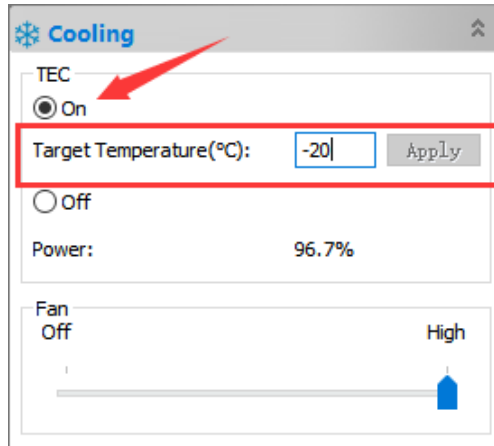 Cooling
TEC
On
Target Temperature(°C): -20 Apply
Off
Power: 96.7%
Fan
Off High